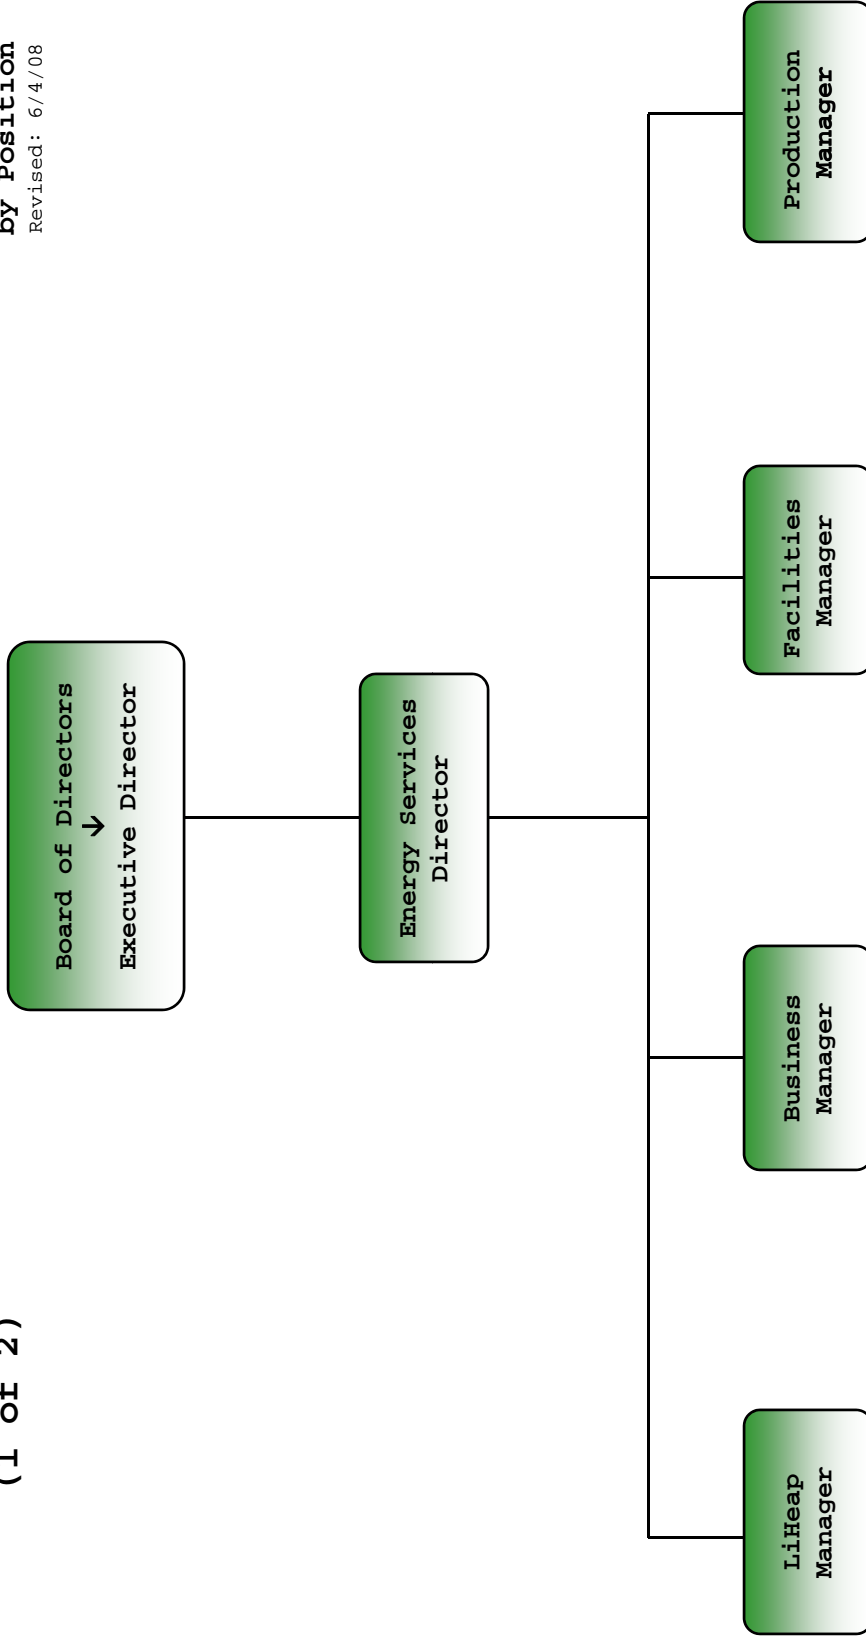 (1 of 2)
by Position
Revised: 6/4/08
Board of Directors
→
Executive Director
Energy Services
Director
LiHeap
Manager
Business
Manager
Facilities
Manager
Production
Manager